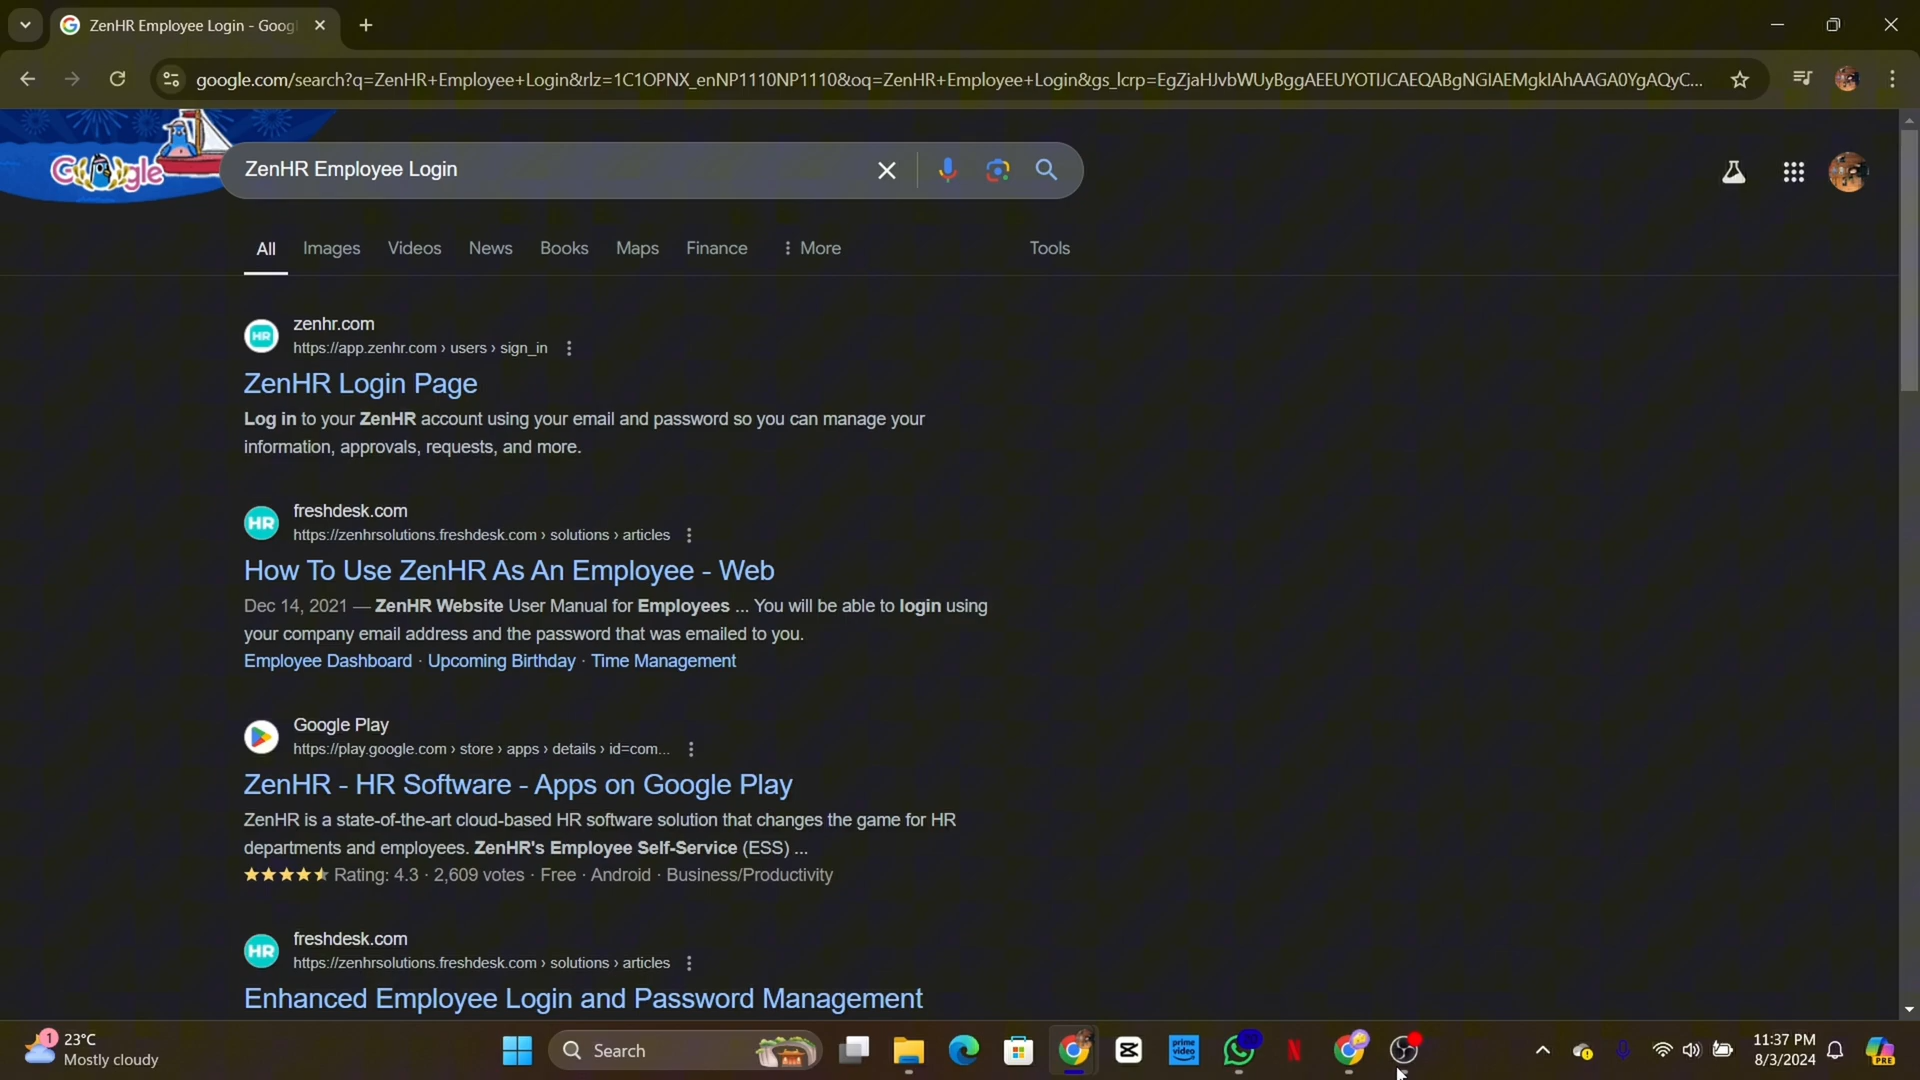 ZenHR Employee Login - Goog
google.com/search?q=ZenHR+Employee+Login&rlz=1C1OPNX_enNP1110NP1110&oq=ZenHR+Employee+Login&gs_lcrp=EgZjaHJvbWUyBggAEEUYOTIJCAEQABgNGIAEMgkIAhAAGA0YgAQyC...
Google
ZenHR Employee Login
All Images Videos News Books Maps Finance More Tools
HR zenhr.com
https://app.zenhr.com › users › sign_in
ZenHR Login Page
Log in to your ZenHR account using your email and password so you can manage your
information, approvals, requests, and more.
HR freshdesk.com
https://zenhrsolutions.freshdesk.com › solutions › articles
How To Use ZenHR As An Employee - Web
Dec 14, 2021 — ZenHR Website User Manual for Employees ... You will be able to login using
your company email address and the password that was emailed to you.
Employee Dashboard · Upcoming Birthday · Time Management
Google Play
https://play.google.com › store › apps › details › id=com...
ZenHR - HR Software - Apps on Google Play
ZenHR is a state-of-the-art cloud-based HR software solution that changes the game for HR
departments and employees. ZenHR's Employee Self-Service (ESS) ...
Rating: 4.3 · 2,609 votes · Free · Android · Business/Productivity
HR freshdesk.com
https://zenhrsolutions.freshdesk.com › solutions › articles
Enhanced Employee Login and Password Management
1 23°C
Mostly cloudy
Search
prime video
N
11:37 PM
8/3/2024
PRE